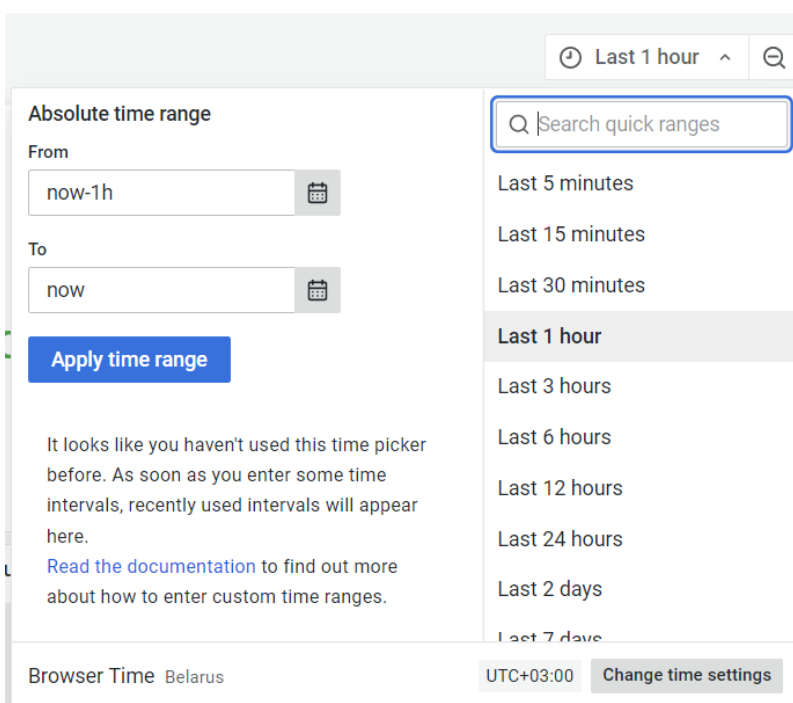 Last 1 hour
Absolute time range
From
now-1h
To
now
Apply time range
It looks like you haven't used this time picker
before. As soon as you enter some time
intervals, recently used intervals will appear
here.
Read the documentation to find out more
about how to enter custom time ranges.
Search quick ranges
Last 5 minutes
Last 15 minutes
Last 30 minutes
Last 1 hour
Last 3 hours
Last 6 hours
Last 12 hours
Last 24 hours
Last 2 days
Last 7 days
Browser Time Belarus
UTC+03:00
Change time settings